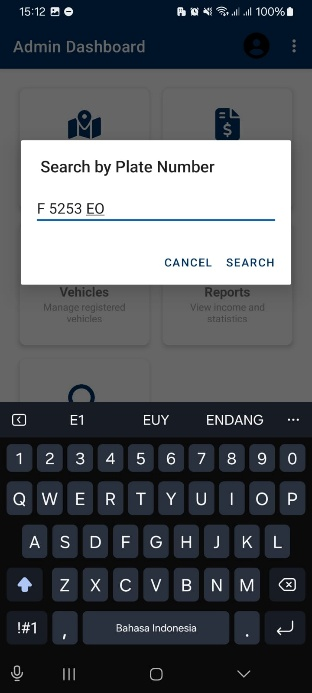 15:12 100%
Admin Dashboard
Search by Plate Number
F 5253 EO
CANCEL SEARCH
Vehicles Reports
Manage registered vehicles
View income and statistics
E1 EUY ENDANG
1 2 3 4 5 6 7 8 9 0
Q W E R T Y U I O P
A S D F G H J K L
Z X C V B N M
!#1 , Bahasa Indonesia .